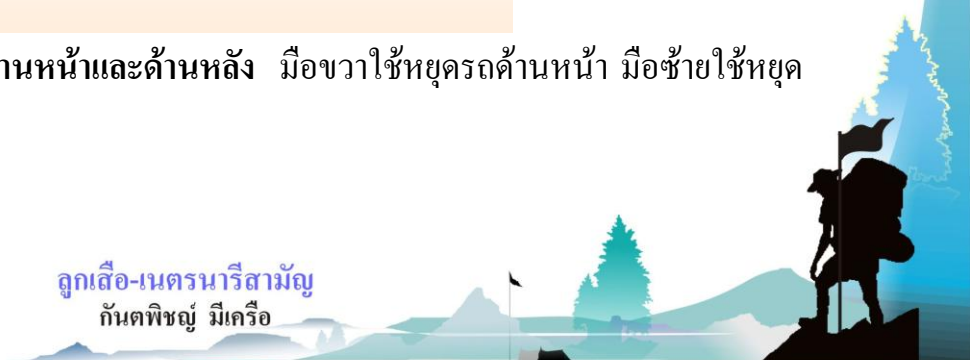 านหน้าและด้านหลัง มือขวาใช้หยุดรถด้านหน้า มือซ้ายใช้หยุด
ลูกเสือ-เนตรนารีสามัญ
กันตพิชญ์ มีเครือ